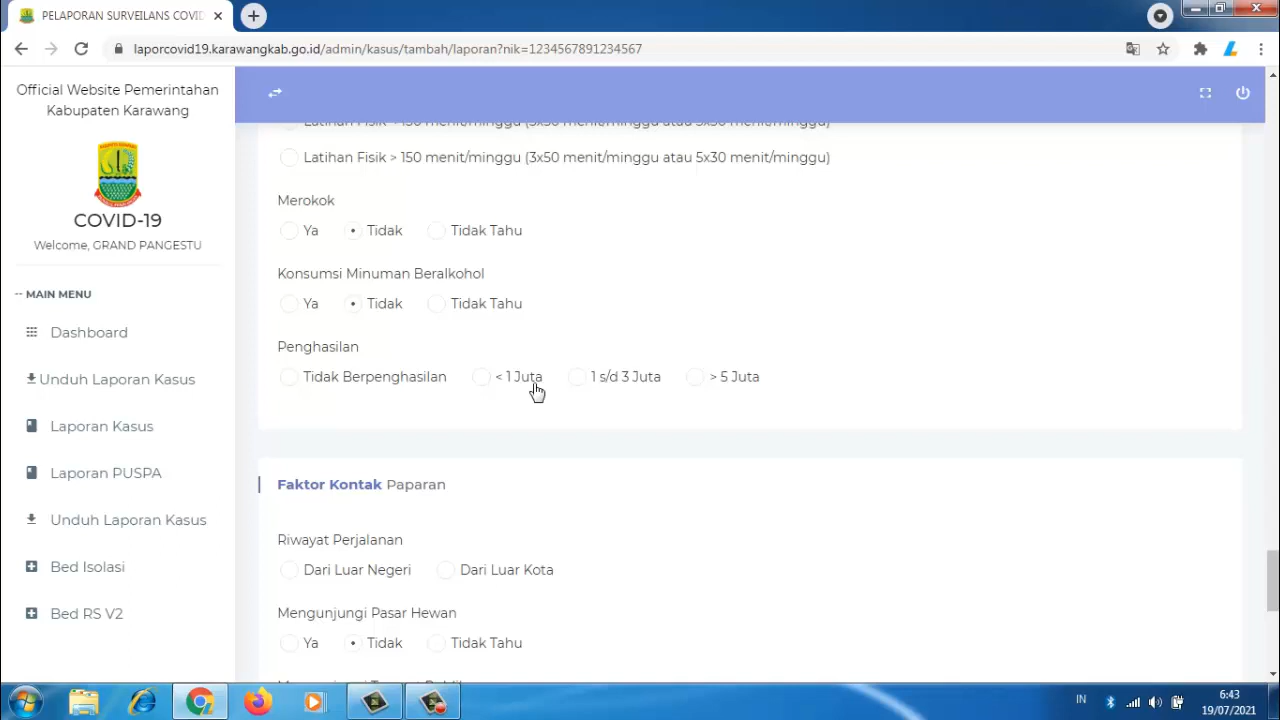 PELAPORAN SURVEILANS COVID
laporcovid19.karawangkab.go.id/admin/kasus/tambah/laporan?nik=1234567891234567
Official Website Pemerintahan
Kabupaten Karawang
COVID-19
Welcome, GRAND PANGESTU
-- MAIN MENU
Dashboard
Unduh Laporan Kasus
Laporan Kasus
Laporan PUSPA
Unduh Laporan Kasus
Bed Isolasi
Bed RS V2
Latihan Fisik > 150 menit/minggu (3x50 menit/minggu atau 5x30 menit/minggu)
Merokok
Ya Tidak Tidak Tahu
Konsumsi Minuman Beralkohol
Ya Tidak Tidak Tahu
Penghasilan
Tidak Berpenghasilan < 1 Juta 1 s/d 3 Juta > 5 Juta
Faktor Kontak Paparan
Riwayat Perjalanan
Dari Luar Negeri Dari Luar Kota
Mengunjungi Pasar Hewan
Ya Tidak Tidak Tahu
IN
6:43
19/07/2021